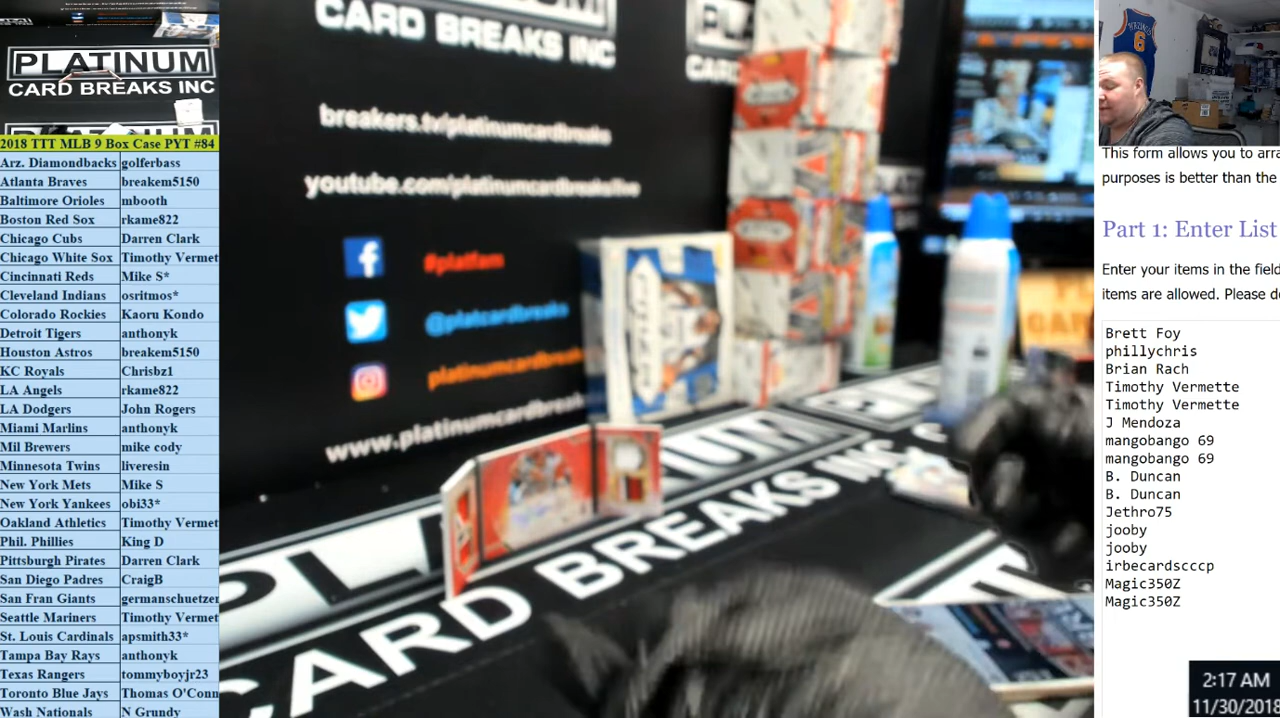 PLATINUM
CARD BREAKS INC
2018 TTT MLB 9 Box Case PYT #84
Arz. Diamondbacks golferbass
Atlanta Braves breakem5150
Baltimore Orioles mbooth
Boston Red Sox rkame822
Chicago Cubs Darren Clark
Chicago White Sox Timothy Vermet
Cincinnati Reds Mike S*
Cleveland Indians osritmos*
Colorado Rockies Kaoru Kondo
Detroit Tigers anthonyk
Houston Astros breakem5150
KC Royals Chrisbz1
LA Angels rkame822
LA Dodgers John Rogers
Miami Marlins anthonyk
Mil Brewers mike cody
Minnesota Twins liveresin
New York Mets Mike S
New York Yankees obi33*
Oakland Athletics Timothy Vermet
Phil. Phillies King D
Pittsburgh Pirates Darren Clark
San Diego Padres CraigB
San Fran Giants germanschuetzer
Seattle Mariners Timothy Vermet
St. Louis Cardinals apsmith33*
Tampa Bay Rays anthonyk
Texas Rangers tommyboyjr23
Toronto Blue Jays Thomas O'Conn
Wash Nationals N Grundy
CARD BREAKS INC
CARD
breakers.tv/platinumcardbreaks
youtube.com/platinumcardbreakslive
#platfam
@platcardbreaks
platinumcardbreak
www.platinumcardbreak
CARD BREAKS INC
This form allows you to arra
purposes is better than the
Part 1: Enter List
Enter your items in the field
items are allowed. Please do
Brett Foy
phillychris
Brian Rach
Timothy Vermette
Timothy Vermette
J Mendoza
mangobango 69
mangobango 69
B. Duncan
B. Duncan
Jethro75
jooby
jooby
irbecardscccp
Magic350Z
Magic350Z
2:17 AM
11/30/2018